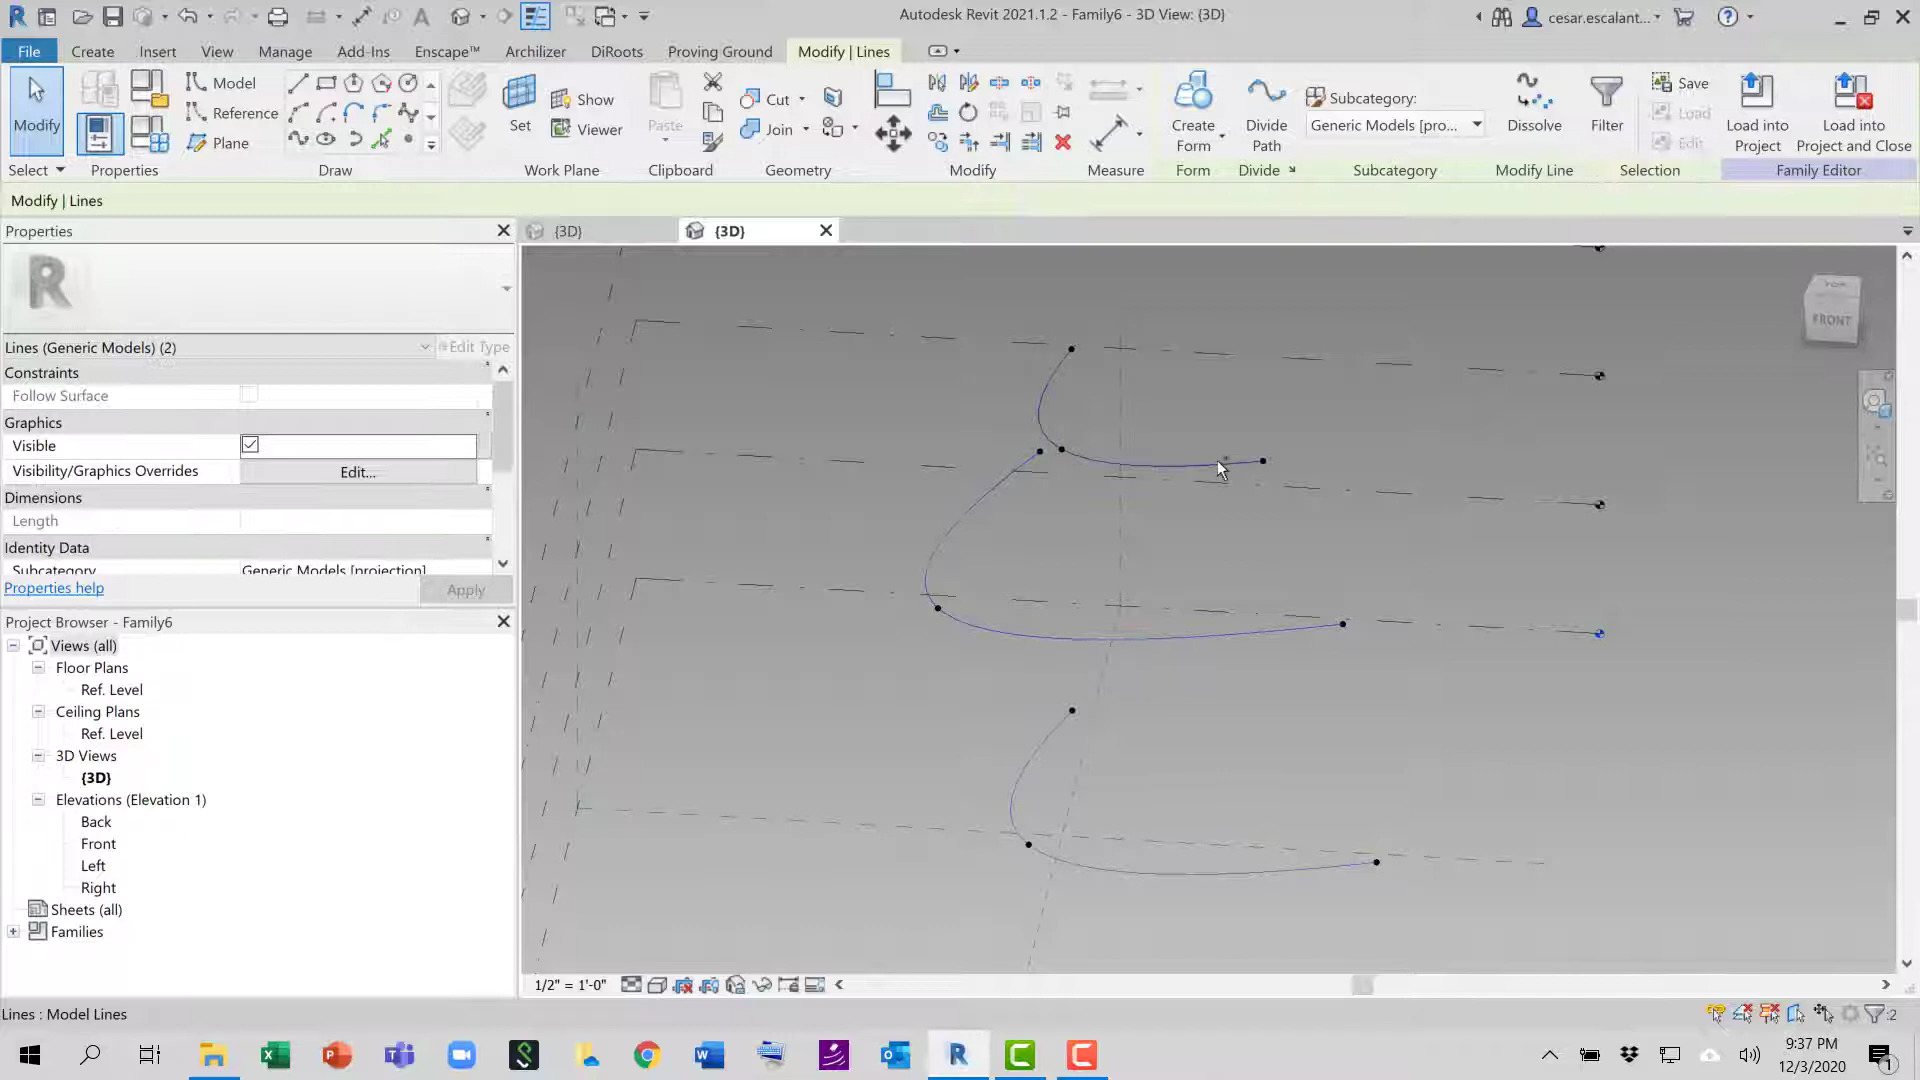 Autodesk Revit 2021.1.2 - Family6 - 3D View: {3D}
cesar.escalant...
File Create Insert View Manage Add-Ins Enscape™ Archilizer DiRoots Proving Ground Modify | Lines
Modify
Model
Reference
Plane
Set
Show
Viewer
Paste
Cut
Join
Create Form
Divide Path
Subcategory:
Generic Models [pro...
Dissolve
Filter
Save
Load
Edit
Load into Project
Load into Project and Close
Select Properties Draw Work Plane Clipboard Geometry Modify Measure Form Divide Subcategory Modify Line Selection Family Editor
Modify | Lines
Properties
{3D}
{3D}
R
Lines (Generic Models) (2)
Edit Type
Constraints
Follow Surface
Graphics
Visible
Visibility/Graphics Overrides Edit...
Dimensions
Length
Identity Data
Subcategory Generic Models [projection]
Properties help
Apply
Project Browser - Family6
Views (all)
Floor Plans
Ref. Level
Ceiling Plans
Ref. Level
3D Views
{3D}
Elevations (Elevation 1)
Back
Front
Left
Right
Sheets (all)
Families
TOP
FRONT
1/2" = 1'-0"
Lines : Model Lines
:2
9:37 PM
12/3/2020
1